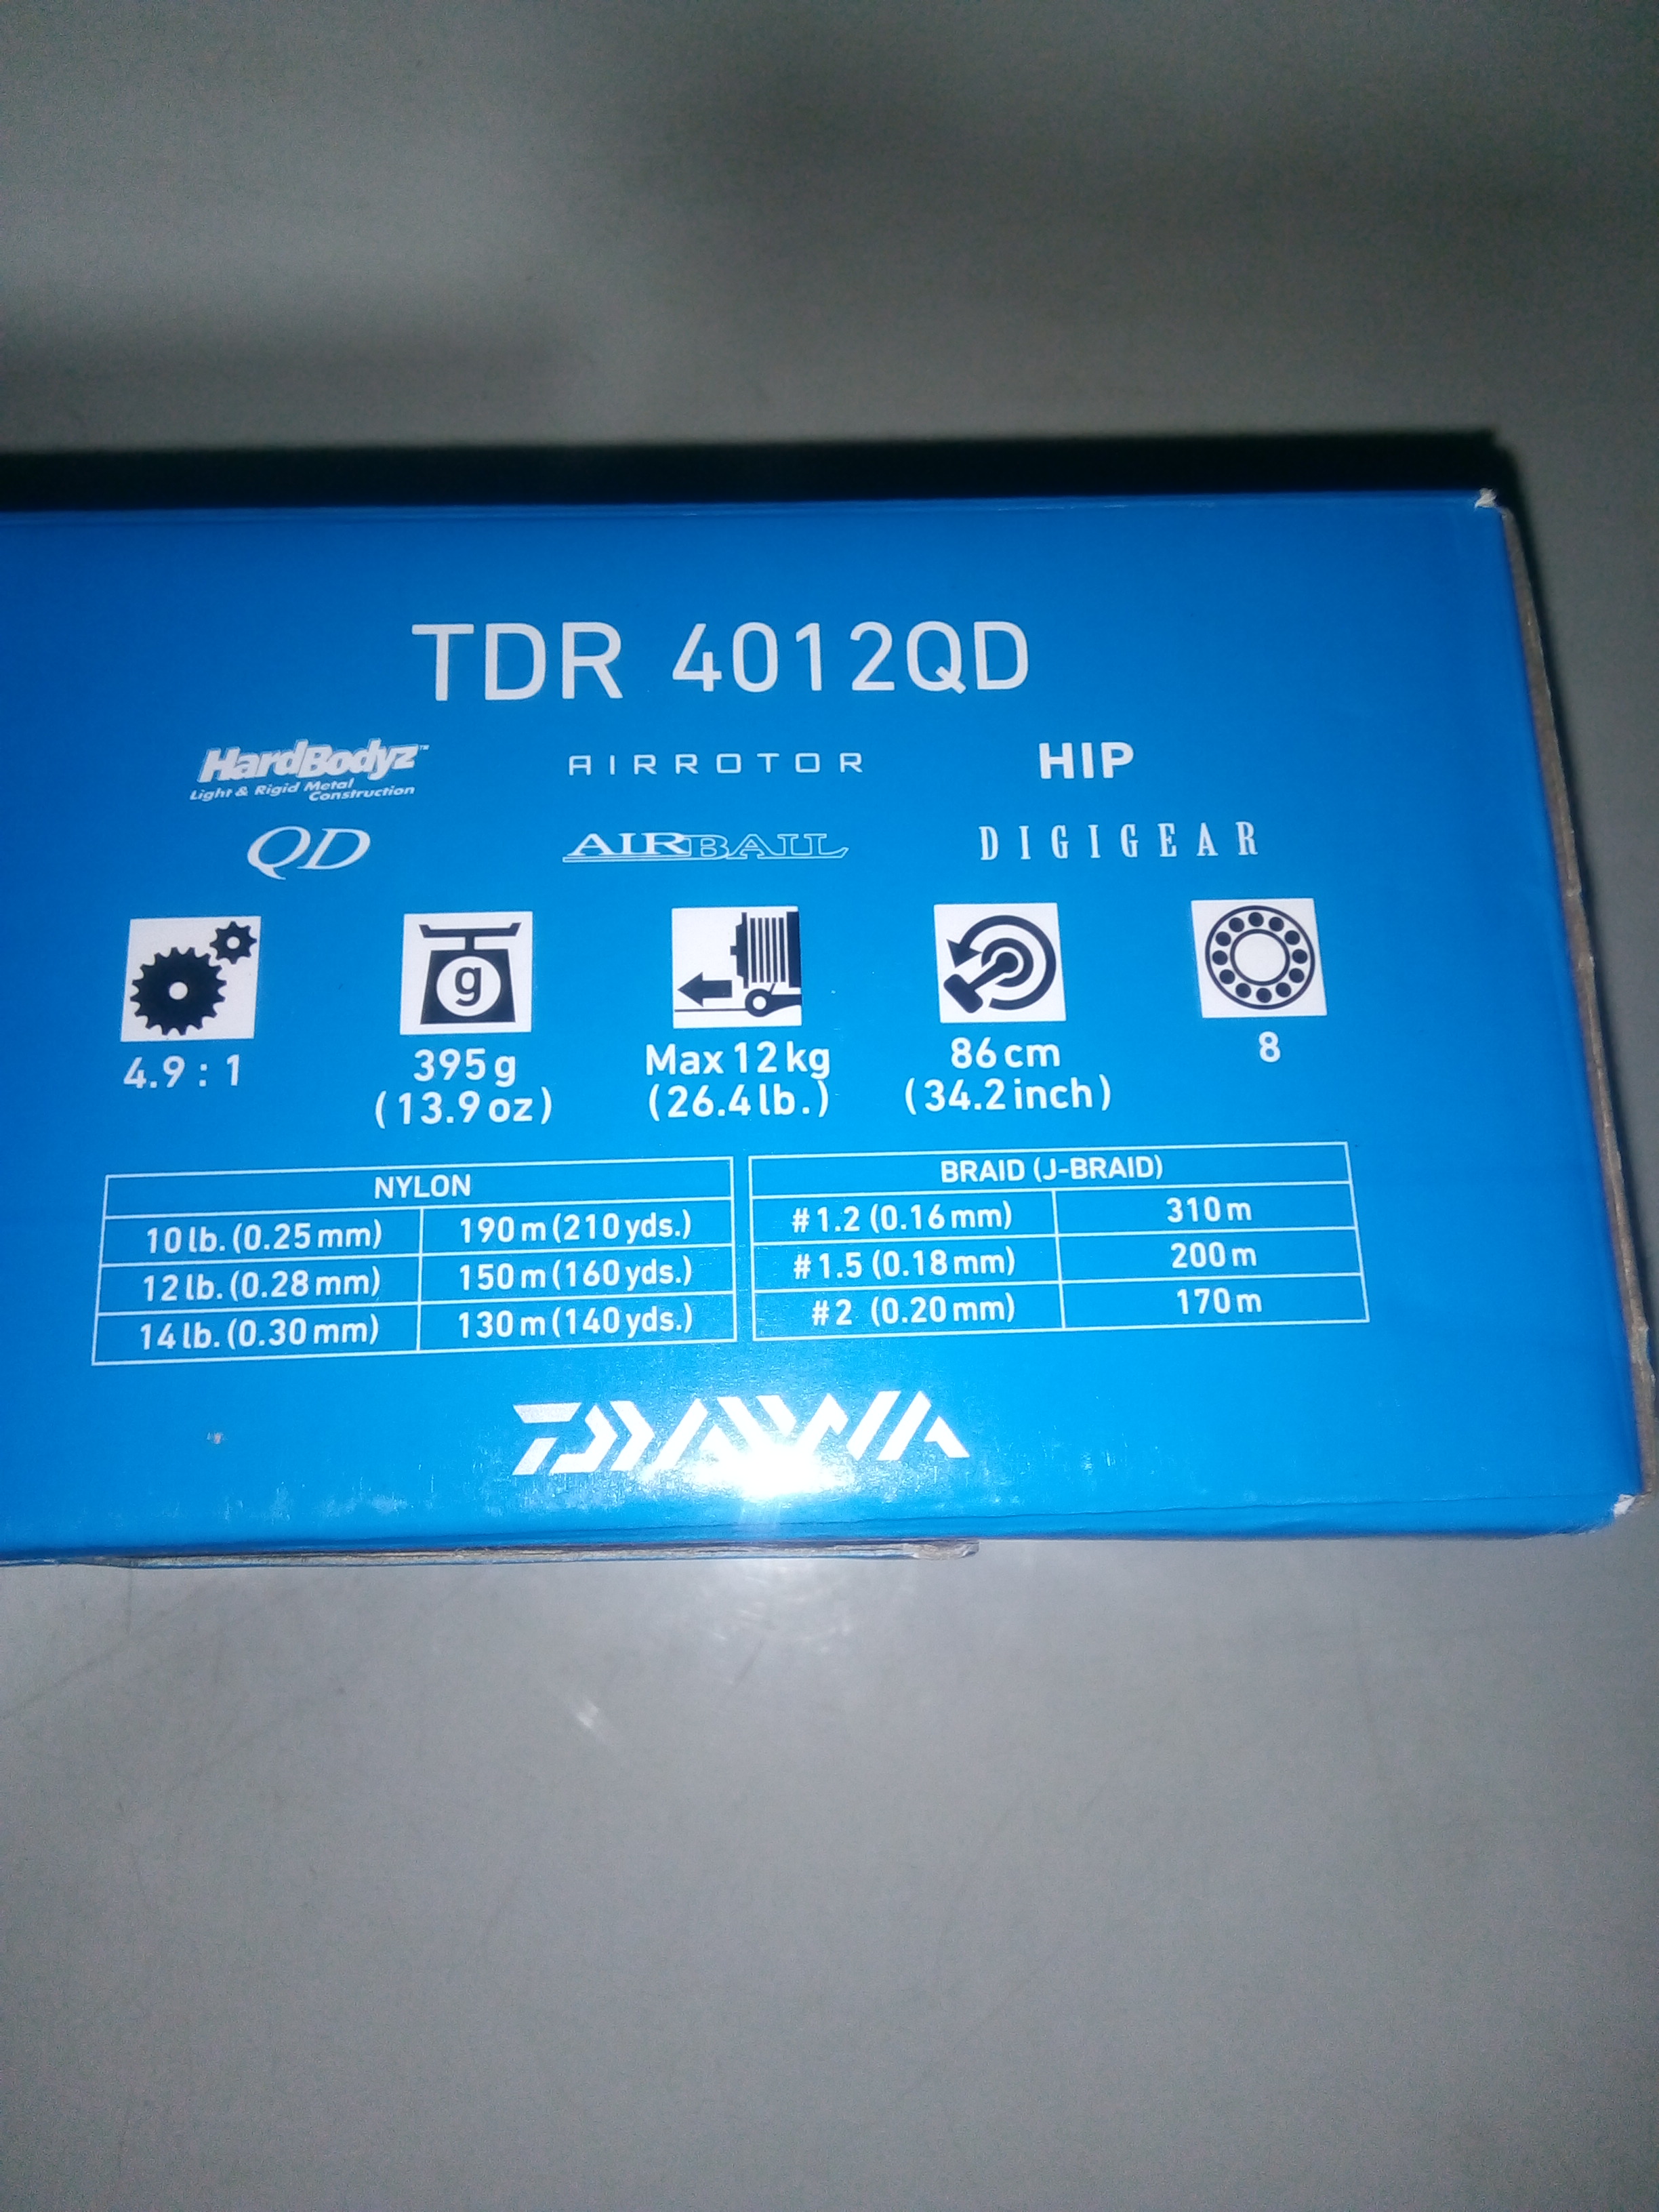 TDR 4012QD
HardBodyz™ AIRROTOR HIP
Light & Rigid Metal
Construction
QD AIRBAIL DIGIGEAR
g
4.9 : 1 395 g Max 12 kg 86 cm 8
(13.9 oz) (26.4 lb.) (34.2 inch)
NYLON
10 lb. (0.25 mm) 190 m (210 yds.)
12 lb. (0.28 mm) 150 m (160 yds.)
14 lb. (0.30 mm) 130 m (140 yds.)
BRAID (J-BRAID)
#1.2 (0.16 mm) 310 m
#1.5 (0.18 mm) 200 m
#2 (0.20 mm) 170 m
DAIWA